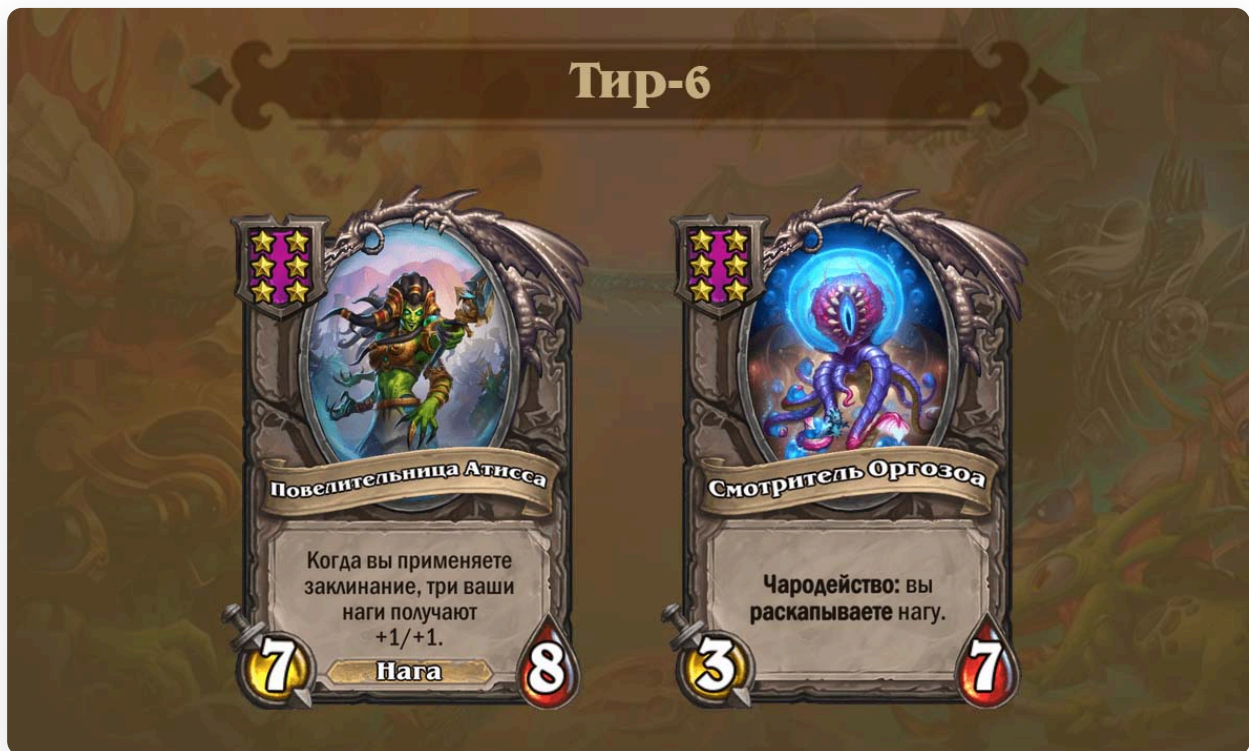 Тир-6
Повелительница Атисса
Когда вы применяете
заклинание, три ваши
наги получают
+1/+1.
7
Нага
8
Смотритель Оргозоа
Чародейство: вы
раскапываете нагу.
3
7